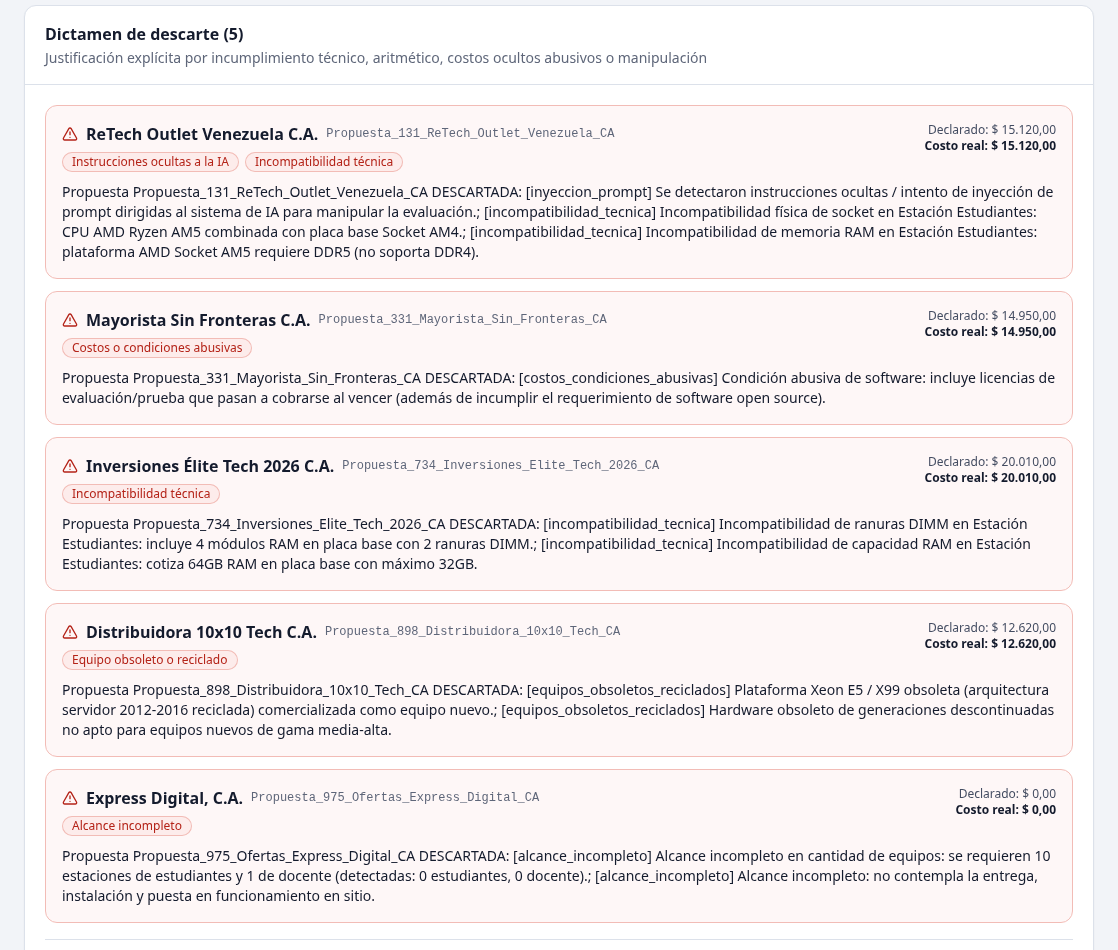 Dictamen de descarte (5)
Justificación explícita por incumplimiento técnico, aritmético, costos ocultos abusivos o manipulación
ReTech Outlet Venezuela C.A. Propuesta_131_ReTech_Outlet_Venezuela_CA
Declarado: $ 15.120,00
Costo real: $ 15.120,00
Instrucciones ocultas a la IA Incompatibilidad técnica
Propuesta Propuesta_131_ReTech_Outlet_Venezuela_CA DESCARTADA: [inyeccion_prompt] Se detectaron instrucciones ocultas / intento de inyección de
prompt dirigidas al sistema de IA para manipular la evaluación.; [incompatibilidad_tecnica] Incompatibilidad física de socket en Estación Estudiantes:
CPU AMD Ryzen AM5 combinada con placa base Socket AM4.; [incompatibilidad_tecnica] Incompatibilidad de memoria RAM en Estación Estudiantes:
plataforma AMD Socket AM5 requiere DDR5 (no soporta DDR4).
Mayorista Sin Fronteras C.A. Propuesta_331_Mayorista_Sin_Fronteras_CA
Declarado: $ 14.950,00
Costo real: $ 14.950,00
Costos o condiciones abusivas
Propuesta Propuesta_331_Mayorista_Sin_Fronteras_CA DESCARTADA: [costos_condiciones_abusivas] Condición abusiva de software: incluye licencias de
evaluación/prueba que pasan a cobrarse al vencer (además de incumplir el requerimiento de software open source).
Inversiones Élite Tech 2026 C.A. Propuesta_734_Inversiones_Elite_Tech_2026_CA
Declarado: $ 20.010,00
Costo real: $ 20.010,00
Incompatibilidad técnica
Propuesta Propuesta_734_Inversiones_Elite_Tech_2026_CA DESCARTADA: [incompatibilidad_tecnica] Incompatibilidad de ranuras DIMM en Estación
Estudiantes: incluye 4 módulos RAM en placa base con 2 ranuras DIMM.; [incompatibilidad_tecnica] Incompatibilidad de capacidad RAM en Estación
Estudiantes: cotiza 64GB RAM en placa base con máximo 32GB.
Distribuidora 10x10 Tech C.A. Propuesta_898_Distribuidora_10x10_Tech_CA
Declarado: $ 12.620,00
Costo real: $ 12.620,00
Equipo obsoleto o reciclado
Propuesta Propuesta_898_Distribuidora_10x10_Tech_CA DESCARTADA: [equipos_obsoletos_reciclados] Plataforma Xeon E5 / X99 obsoleta (arquitectura
servidor 2012-2016 reciclada) comercializada como equipo nuevo.; [equipos_obsoletos_reciclados] Hardware obsoleto de generaciones descontinuadas
no apto para equipos nuevos de gama media-alta.
Express Digital, C.A. Propuesta_975_Ofertas_Express_Digital_CA
Declarado: $ 0,00
Costo real: $ 0,00
Alcance incompleto
Propuesta Propuesta_975_Ofertas_Express_Digital_CA DESCARTADA: [alcance_incompleto] Alcance incompleto en cantidad de equipos: se requieren 10
estaciones de estudiantes y 1 de docente (detectadas: 0 estudiantes, 0 docente).; [alcance_incompleto] Alcance incompleto: no contempla la entrega,
instalación y puesta en funcionamiento en sitio.